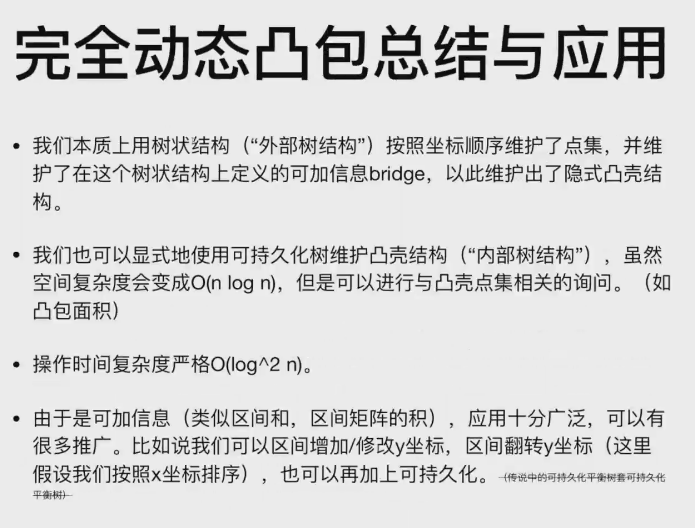 完全动态凸包总结与应用
• 我们本质上用树状结构（“外部树结构”）按照坐标顺序维护了点集，并维
护了在这个树状结构上定义的可加信息bridge，以此维护出了隐式凸壳结
构。
• 我们也可以显式地使用可持久化树维护凸壳结构（“内部树结构”），虽然
空间复杂度会变成O(n log n)，但是可以进行与凸壳点集相关的询问。（如
凸包面积）
• 操作时间复杂度严格O(log^2 n)。
• 由于是可加信息（类似区间和，区间矩阵的积），应用十分广泛，可以有
很多推广。比如说我们可以区间增加/修改y坐标，区间翻转y坐标（这里
假设我们按照x坐标排序），也可以再加上可持久化。（传说中的可持久化平衡树套可持久化
平衡树）